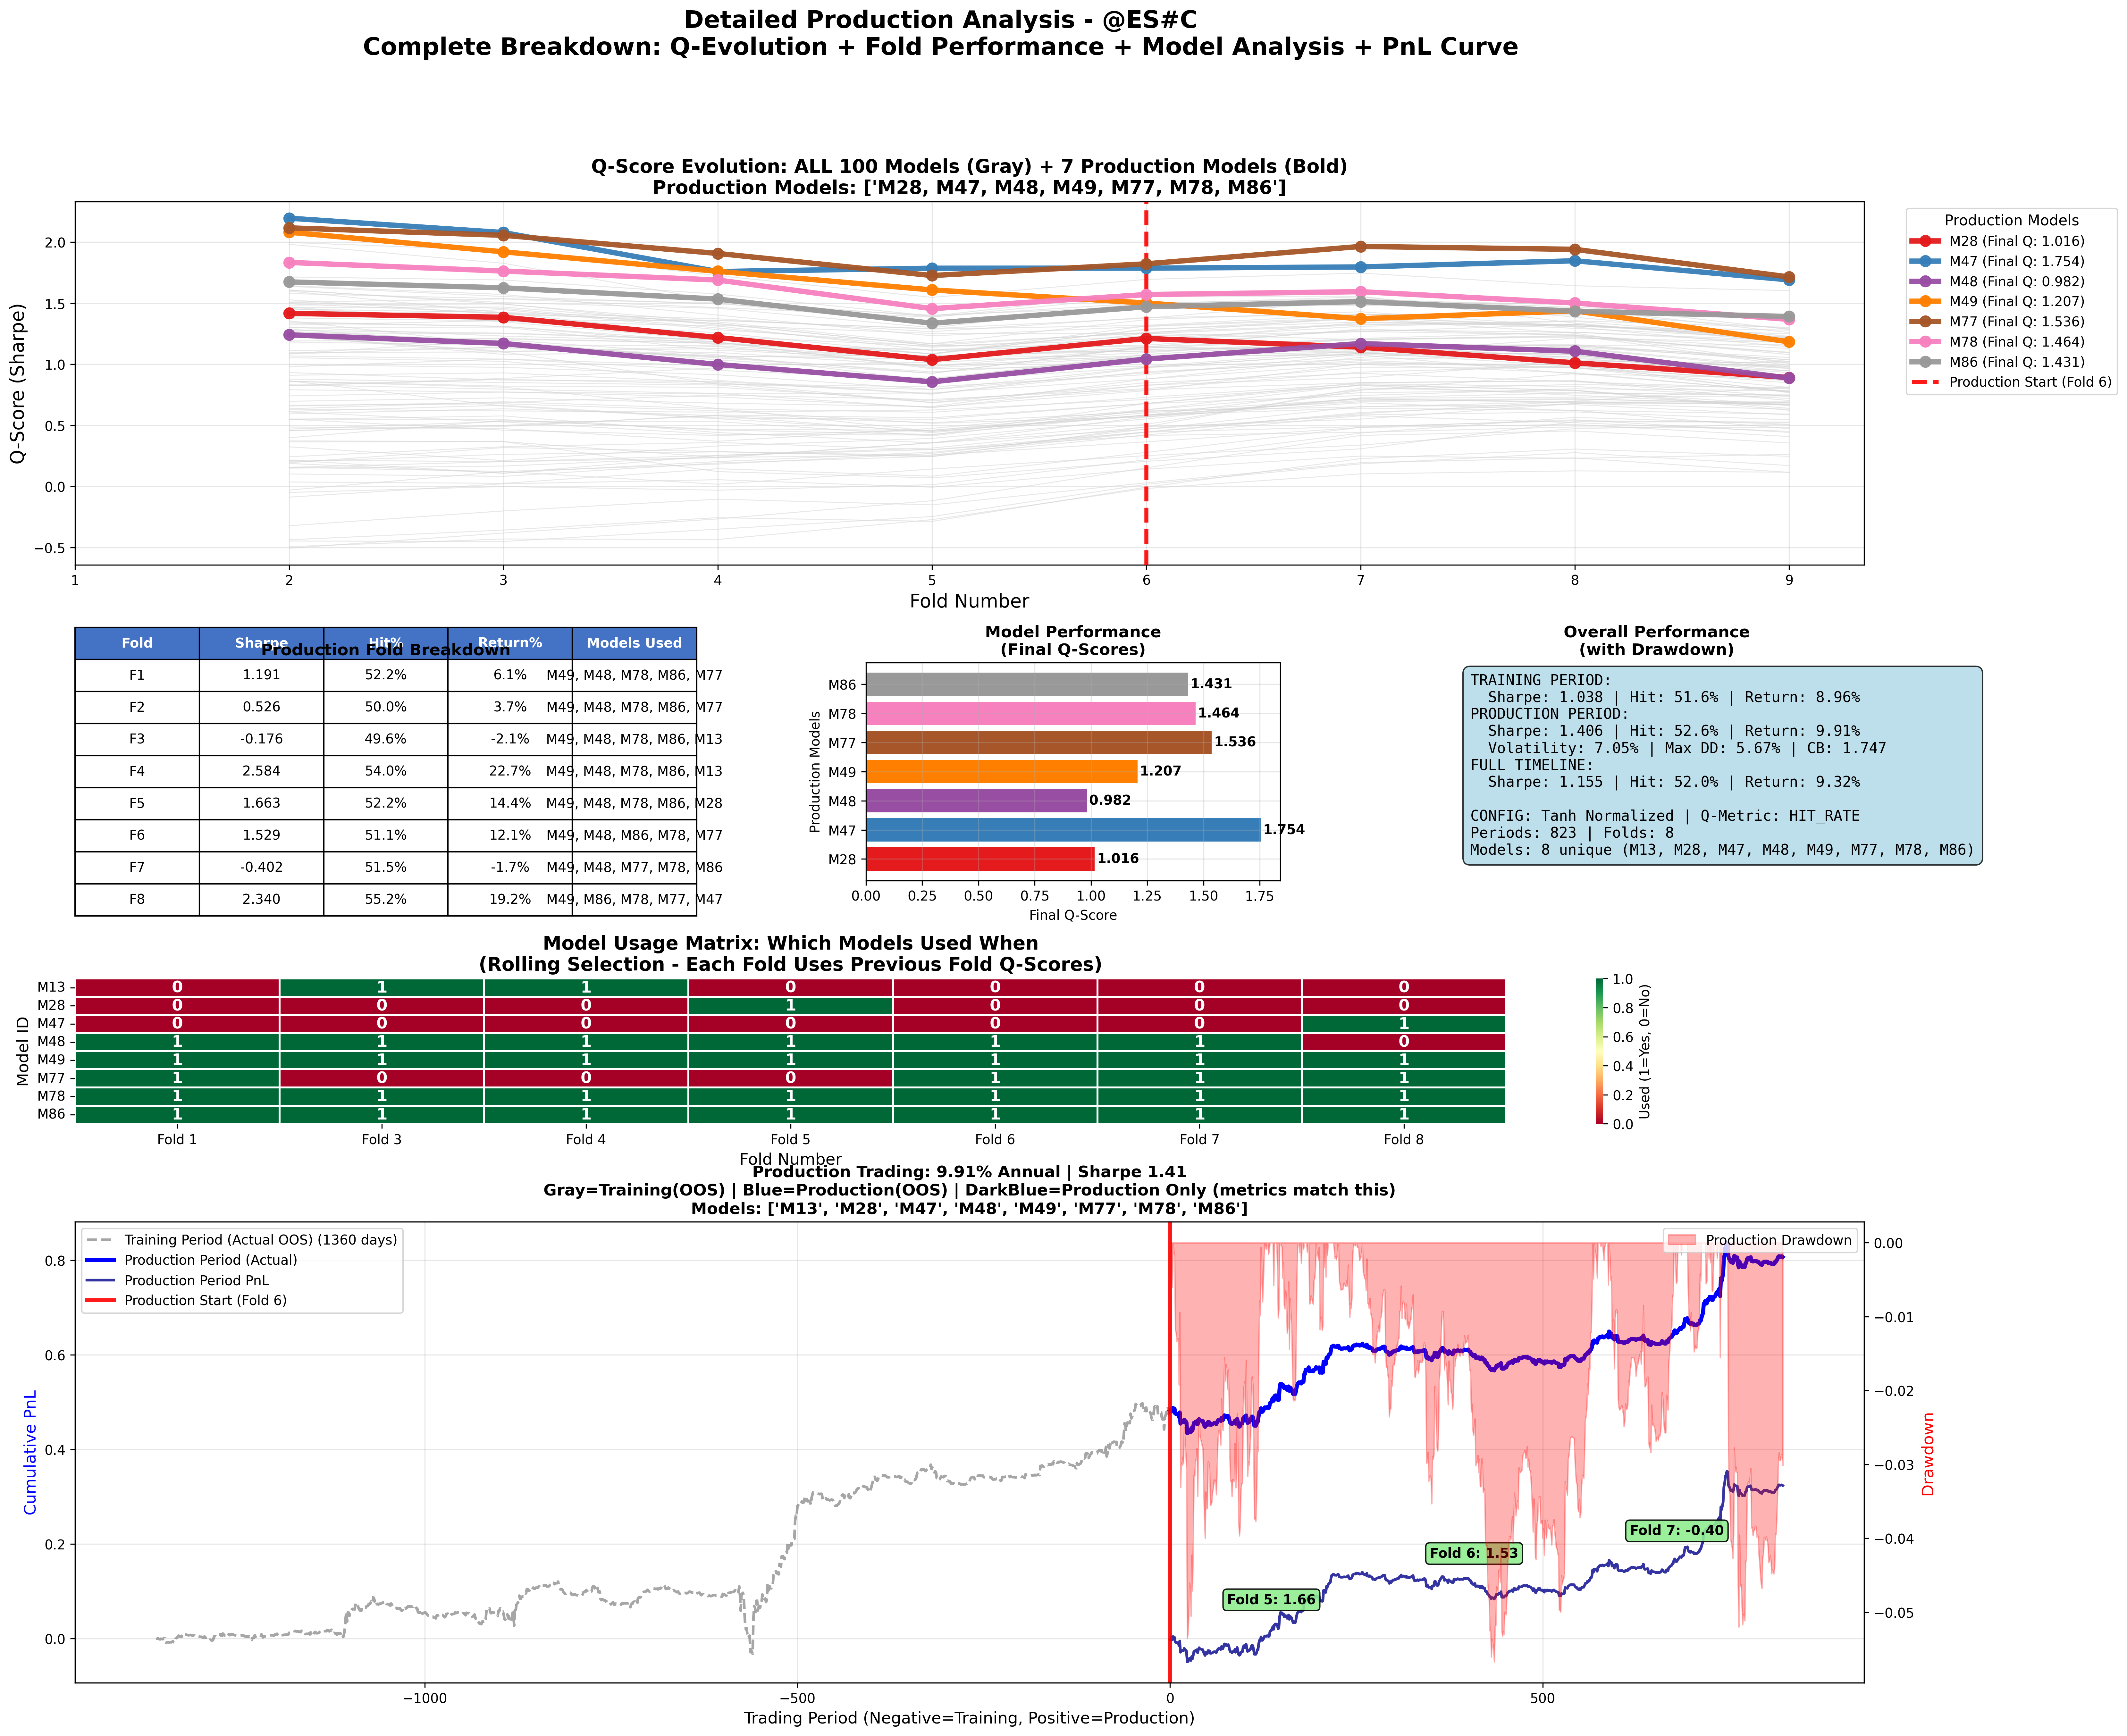 Detailed Production Analysis - @ES#C
Complete Breakdown: Q-Evolution + Fold Performance + Model Analysis + PnL Curve
Q-Score Evolution: ALL 100 Models (Gray) + 7 Production Models (Bold)
Production Models: ['M28, M47, M48, M49, M77, M78, M86']
Q-Score (Sharpe)
2.0
1.5
1.0
0.5
0.0
−0.5
1 2 3 4 5 6 7 8 9
Fold Number
Production Models
M28 (Final Q: 1.016)
M47 (Final Q: 1.754)
M48 (Final Q: 0.982)
M49 (Final Q: 1.207)
M77 (Final Q: 1.536)
M78 (Final Q: 1.464)
M86 (Final Q: 1.431)
Production Start (Fold 6)
Production Fold Breakdown
Fold Sharpe Hit% Return% Models Used
F1 1.191 52.2% 6.1% M49, M48, M78, M86, M77
F2 0.526 50.0% 3.7% M49, M48, M78, M86, M77
F3 -0.176 49.6% -2.1% M49, M48, M78, M86, M13
F4 2.584 54.0% 22.7% M49, M48, M78, M86, M13
F5 1.663 52.2% 14.4% M49, M48, M78, M86, M28
F6 1.529 51.1% 12.1% M49, M48, M86, M78, M77
F7 -0.402 51.5% -1.7% M49, M48, M77, M78, M86
F8 2.340 55.2% 19.2% M49, M86, M78, M77, M47
Model Performance
(Final Q-Scores)
Production Models
M86 1.431
M78 1.464
M77 1.536
M49 1.207
M48 0.982
M47 1.754
M28 1.016
0.00 0.25 0.50 0.75 1.00 1.25 1.50 1.75
Final Q-Score
Overall Performance
(with Drawdown)
TRAINING PERIOD:
Sharpe: 1.038 | Hit: 51.6% | Return: 8.96%
PRODUCTION PERIOD:
Sharpe: 1.406 | Hit: 52.6% | Return: 9.91%
Volatility: 7.05% | Max DD: 5.67% | CB: 1.747
FULL TIMELINE:
Sharpe: 1.155 | Hit: 52.0% | Return: 9.32%
CONFIG: Tanh Normalized | Q-Metric: HIT_RATE
Periods: 823 | Folds: 8
Models: 8 unique (M13, M28, M47, M48, M49, M77, M78, M86)
Model Usage Matrix: Which Models Used When
(Rolling Selection - Each Fold Uses Previous Fold Q-Scores)
Model ID
M13 0 1 1 0 0 0 0
M28 0 0 0 1 0 0 0
M47 0 0 0 0 0 0 1
M48 1 1 1 1 1 1 0
M49 1 1 1 1 1 1 1
M77 1 0 0 0 1 1 1
M78 1 1 1 1 1 1 1
M86 1 1 1 1 1 1 1
Fold 1 Fold 3 Fold 4 Fold 5 Fold 6 Fold 7 Fold 8
Fold Number
1.0
0.8
0.6
0.4
0.2
0.0
Used (1=Yes, 0=No)
Production Trading: 9.91% Annual | Sharpe 1.41
Gray=Training(OOS) | Blue=Production(OOS) | DarkBlue=Production Only (metrics match this)
Models: ['M13', 'M28', 'M47', 'M48', 'M49', 'M77', 'M78', 'M86']
Training Period (Actual OOS) (1360 days)
Production Period (Actual)
Production Period PnL
Production Start (Fold 6)
Production Drawdown
Cumulative PnL
0.8
0.6
0.4
0.2
0.0
Fold 5: 1.66
Fold 6: 1.53
Fold 7: -0.40
0.00
−0.01
−0.02
−0.03
−0.04
−0.05
Drawdown
−1000 −500 0 500
Trading Period (Negative=Training, Positive=Production)